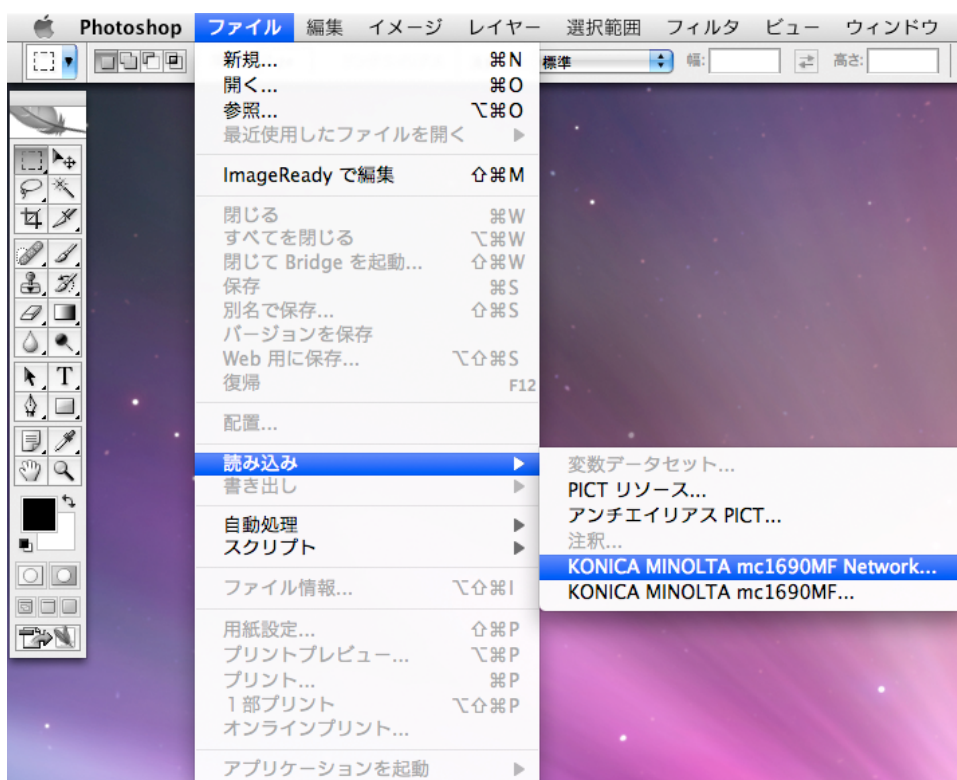 Photoshop ファイル 編集 イメージ レイヤー 選択範囲 フィルタ ビュー ウィンドウ
標準 幅: 高さ:
新規... ⌘N
開く... ⌘O
参照... ⌥⌘O
最近使用したファイルを開く
ImageReady で編集 ⇧⌘M
閉じる ⌘W
すべてを閉じる ⌥⌘W
閉じて Bridge を起動... ⇧⌘W
保存 ⌘S
別名で保存... ⇧⌘S
バージョンを保存
Web 用に保存... ⌥⇧⌘S
復帰 F12
配置...
読み込み
書き出し
自動処理
スクリプト
ファイル情報... ⌥⇧⌘I
用紙設定... ⇧⌘P
プリントプレビュー... ⌥⌘P
プリント... ⌘P
1 部プリント ⌥⇧⌘P
オンラインプリント...
アプリケーションを起動
変数データセット...
PICT リソース...
アンチエイリアス PICT...
注釈...
KONICA MINOLTA mc1690MF Network...
KONICA MINOLTA mc1690MF...
T